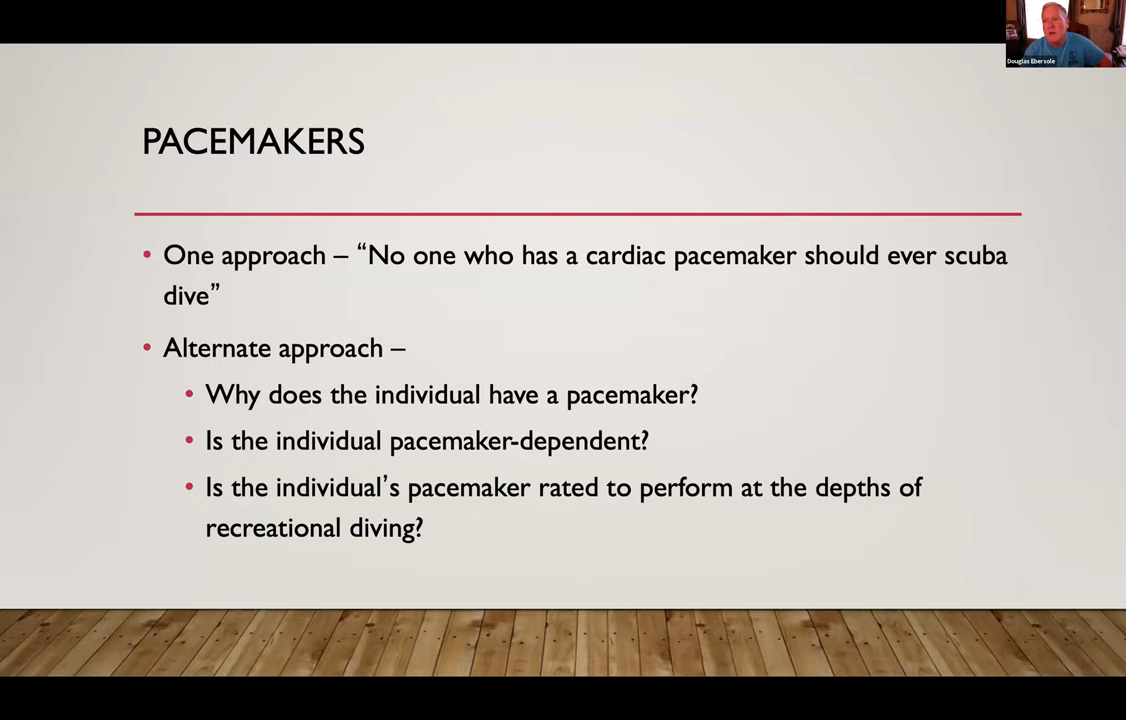 Douglas Ebersole
PACEMAKERS
• One approach – “No one who has a cardiac pacemaker should ever scuba
dive”
• Alternate approach –
• Why does the individual have a pacemaker?
• Is the individual pacemaker-dependent?
• Is the individual’s pacemaker rated to perform at the depths of
recreational diving?